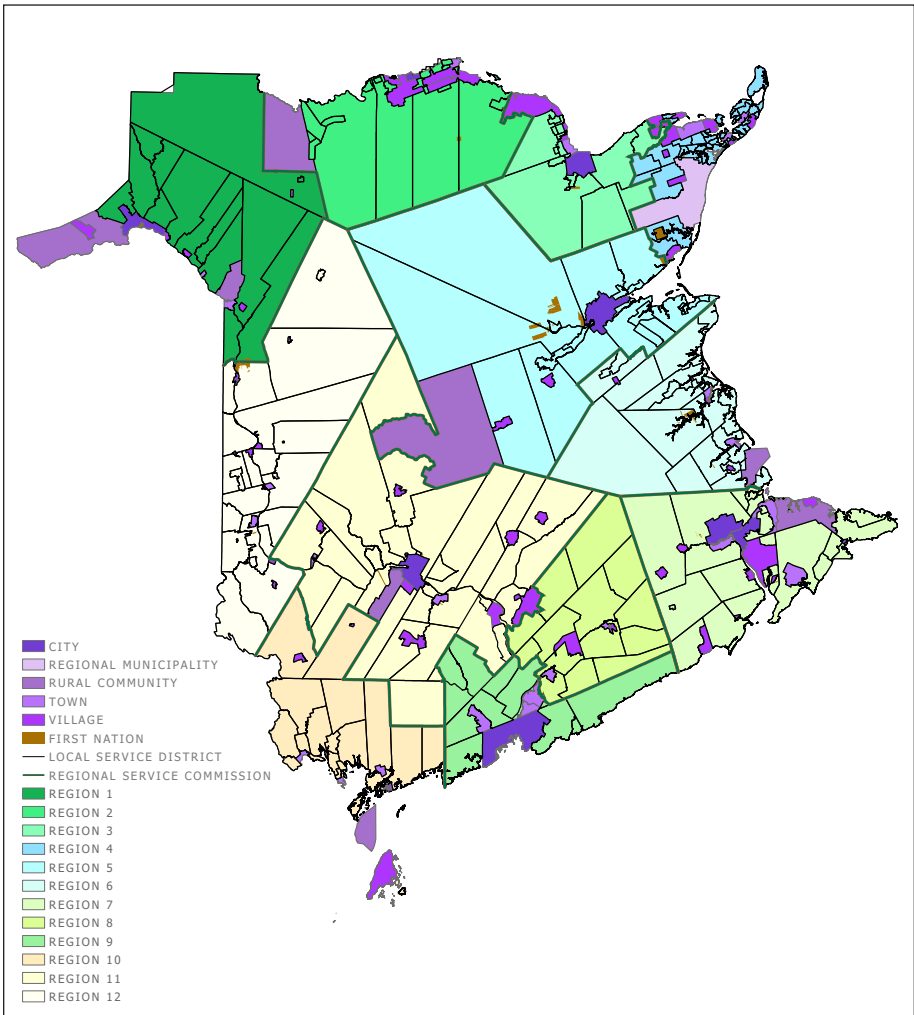 CITY
REGIONAL MUNICIPALITY
RURAL COMMUNITY
TOWN
VILLAGE
FIRST NATION
LOCAL SERVICE DISTRICT
REGIONAL SERVICE COMMISSION
REGION 1
REGION 2
REGION 3
REGION 4
REGION 5
REGION 6
REGION 7
REGION 8
REGION 9
REGION 10
REGION 11
REGION 12